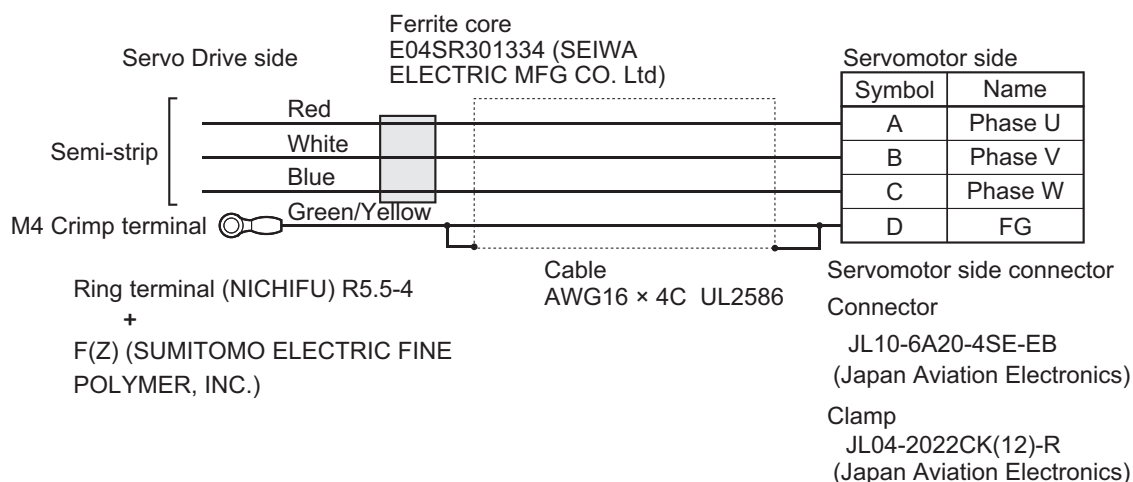 Ferrite core
E04SR301334 (SEIWA
ELECTRIC MFG CO. Ltd)
Servo Drive side
Servomotor side
Symbol Name
Red
A Phase U
White
B Phase V
Semi-strip
Blue
C Phase W
Green/Yellow
M4 Crimp terminal
D FG
Cable
AWG16 × 4C UL2586
Ring terminal (NICHIFU) R5.5-4
+
F(Z) (SUMITOMO ELECTRIC FINE
POLYMER, INC.)
Servomotor side connector
Connector
JL10-6A20-4SE-EB
(Japan Aviation Electronics)
Clamp
JL04-2022CK(12)-R
(Japan Aviation Electronics)